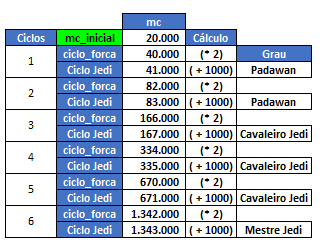 mc
Ciclos mc_inicial 20.000 Cálculo
1 ciclo_forca 40.000 (* 2) Grau
Ciclo Jedi 41.000 ( + 1000) Padawan
2 ciclo_forca 82.000 (* 2)
Ciclo Jedi 83.000 ( + 1000) Padawan
3 ciclo_forca 166.000 (* 2)
Ciclo Jedi 167.000 ( + 1000) Cavaleiro Jedi
4 ciclo_forca 334.000 (* 2)
Ciclo Jedi 335.000 ( + 1000) Cavaleiro Jedi
5 ciclo_forca 670.000 (* 2)
Ciclo Jedi 671.000 ( + 1000) Cavaleiro Jedi
6 ciclo_forca 1.342.000 (* 2)
Ciclo Jedi 1.343.000 ( + 1000) Mestre Jedi